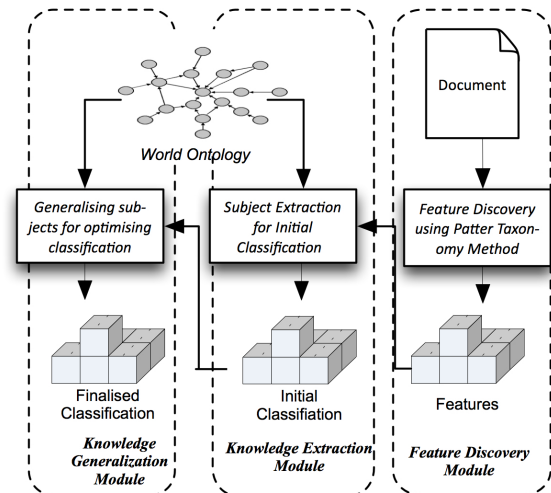 Document
World Ontology
Generalising sub-
jects for optimising
classification
Subject Extraction
for Initial
Classification
Feature Discovery
using Patter Taxon-
omy Method
Finalised
Classification
Initial
Classifiation
Features
Knowledge
Generalization
Module
Knowledge Extraction
Module
Feature Discovery
Module